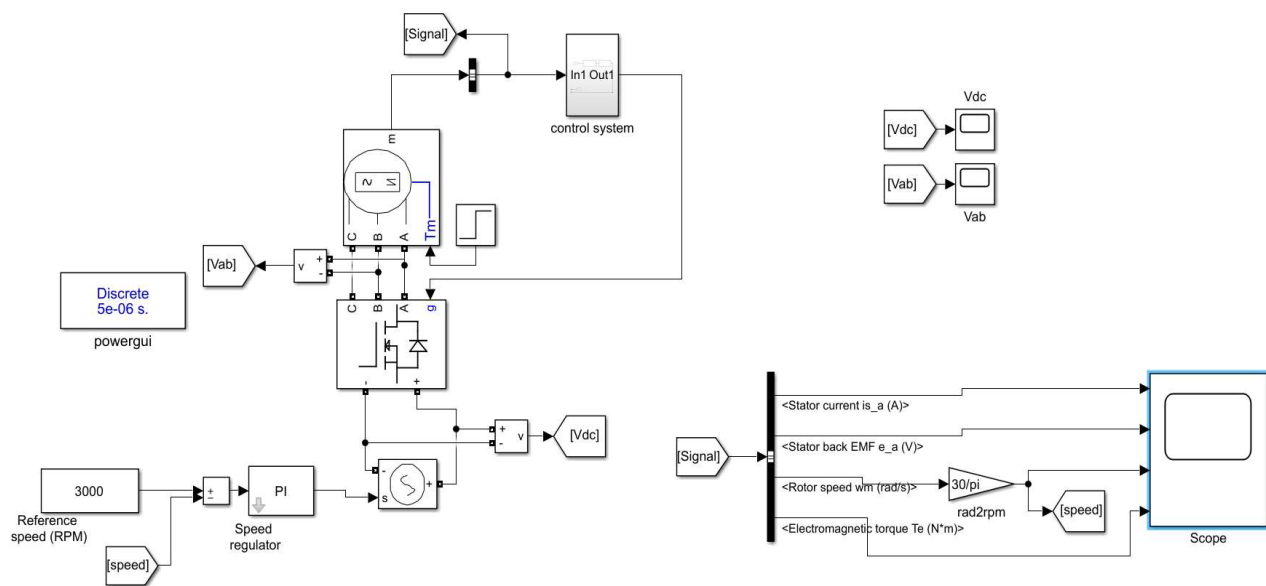 [Signal]
In1 Out1
control system
m
C
B
A
Tm
Vdc
[Vdc]
[Vab]
Vab
[Vab]
v
+
-
Discrete
5e-06 s.
powergui
C
B
A
g
-
+
+
-
v
[Vdc]
3000
Reference
speed (RPM)
+
-
PI
Speed
regulator
-
+
s
[speed]
[Signal]
<Stator current is_a (A)>
<Stator back EMF e_a (V)>
<Rotor speed wm (rad/s)>
<Electromagnetic torque Te (N*m)>
30/pi
rad2rpm
[speed]
Scope